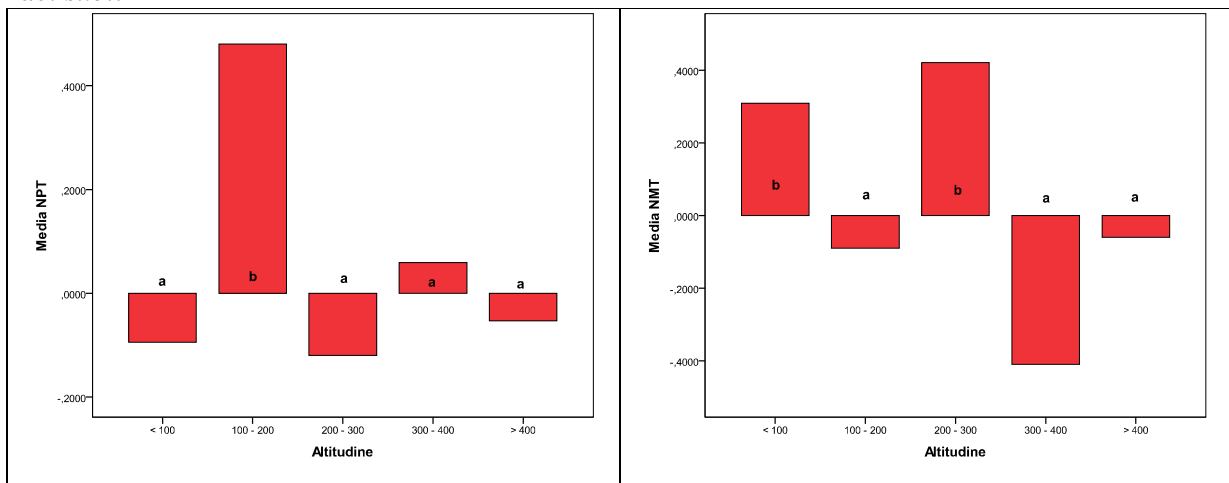 Media NPT
,4000
,2000
,0000
-,2000
a
b
a
a
a
< 100
100 - 200
200 - 300
300 - 400
> 400
Altitudine
Media NMT
,4000
,2000
,0000
-,2000
-,4000
b
a
b
a
a
< 100
100 - 200
200 - 300
300 - 400
> 400
Altitudine